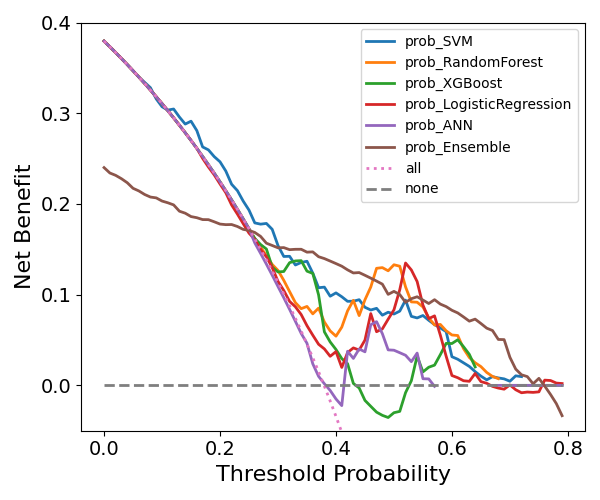 0.4
0.3
0.2
0.1
0.0
Net Benefit
prob_SVM
prob_RandomForest
prob_XGBoost
prob_LogisticRegression
prob_ANN
prob_Ensemble
all
none
0.0 0.2 0.4 0.6 0.8
Threshold Probability